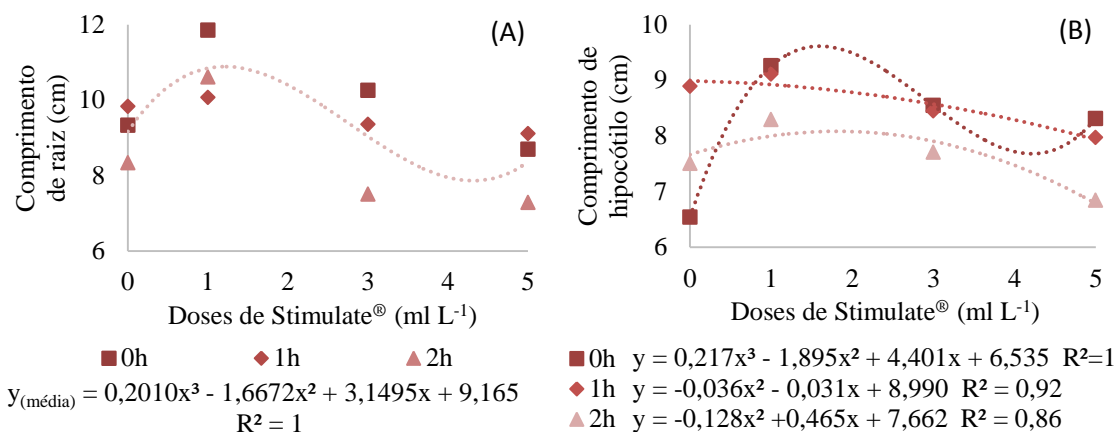 (A)
Comprimento
de raiz (cm)
12
10
8
6
0 1 2 3 4 5
Doses de Stimulate® (ml L⁻¹)
0h 1h 2h
y(média) = 0,2010x³ - 1,6672x² + 3,1495x + 9,165
R² = 1
(B)
Comprimento de
hipocótilo (cm)
10
9
8
7
6
0 1 2 3 4 5
Doses de Stimulate® (ml L⁻¹)
0h y = 0,217x³ - 1,895x² + 4,401x + 6,535 R²=1
1h y = -0,036x² - 0,031x + 8,990 R² = 0,92
2h y = -0,128x² +0,465x + 7,662 R² = 0,86